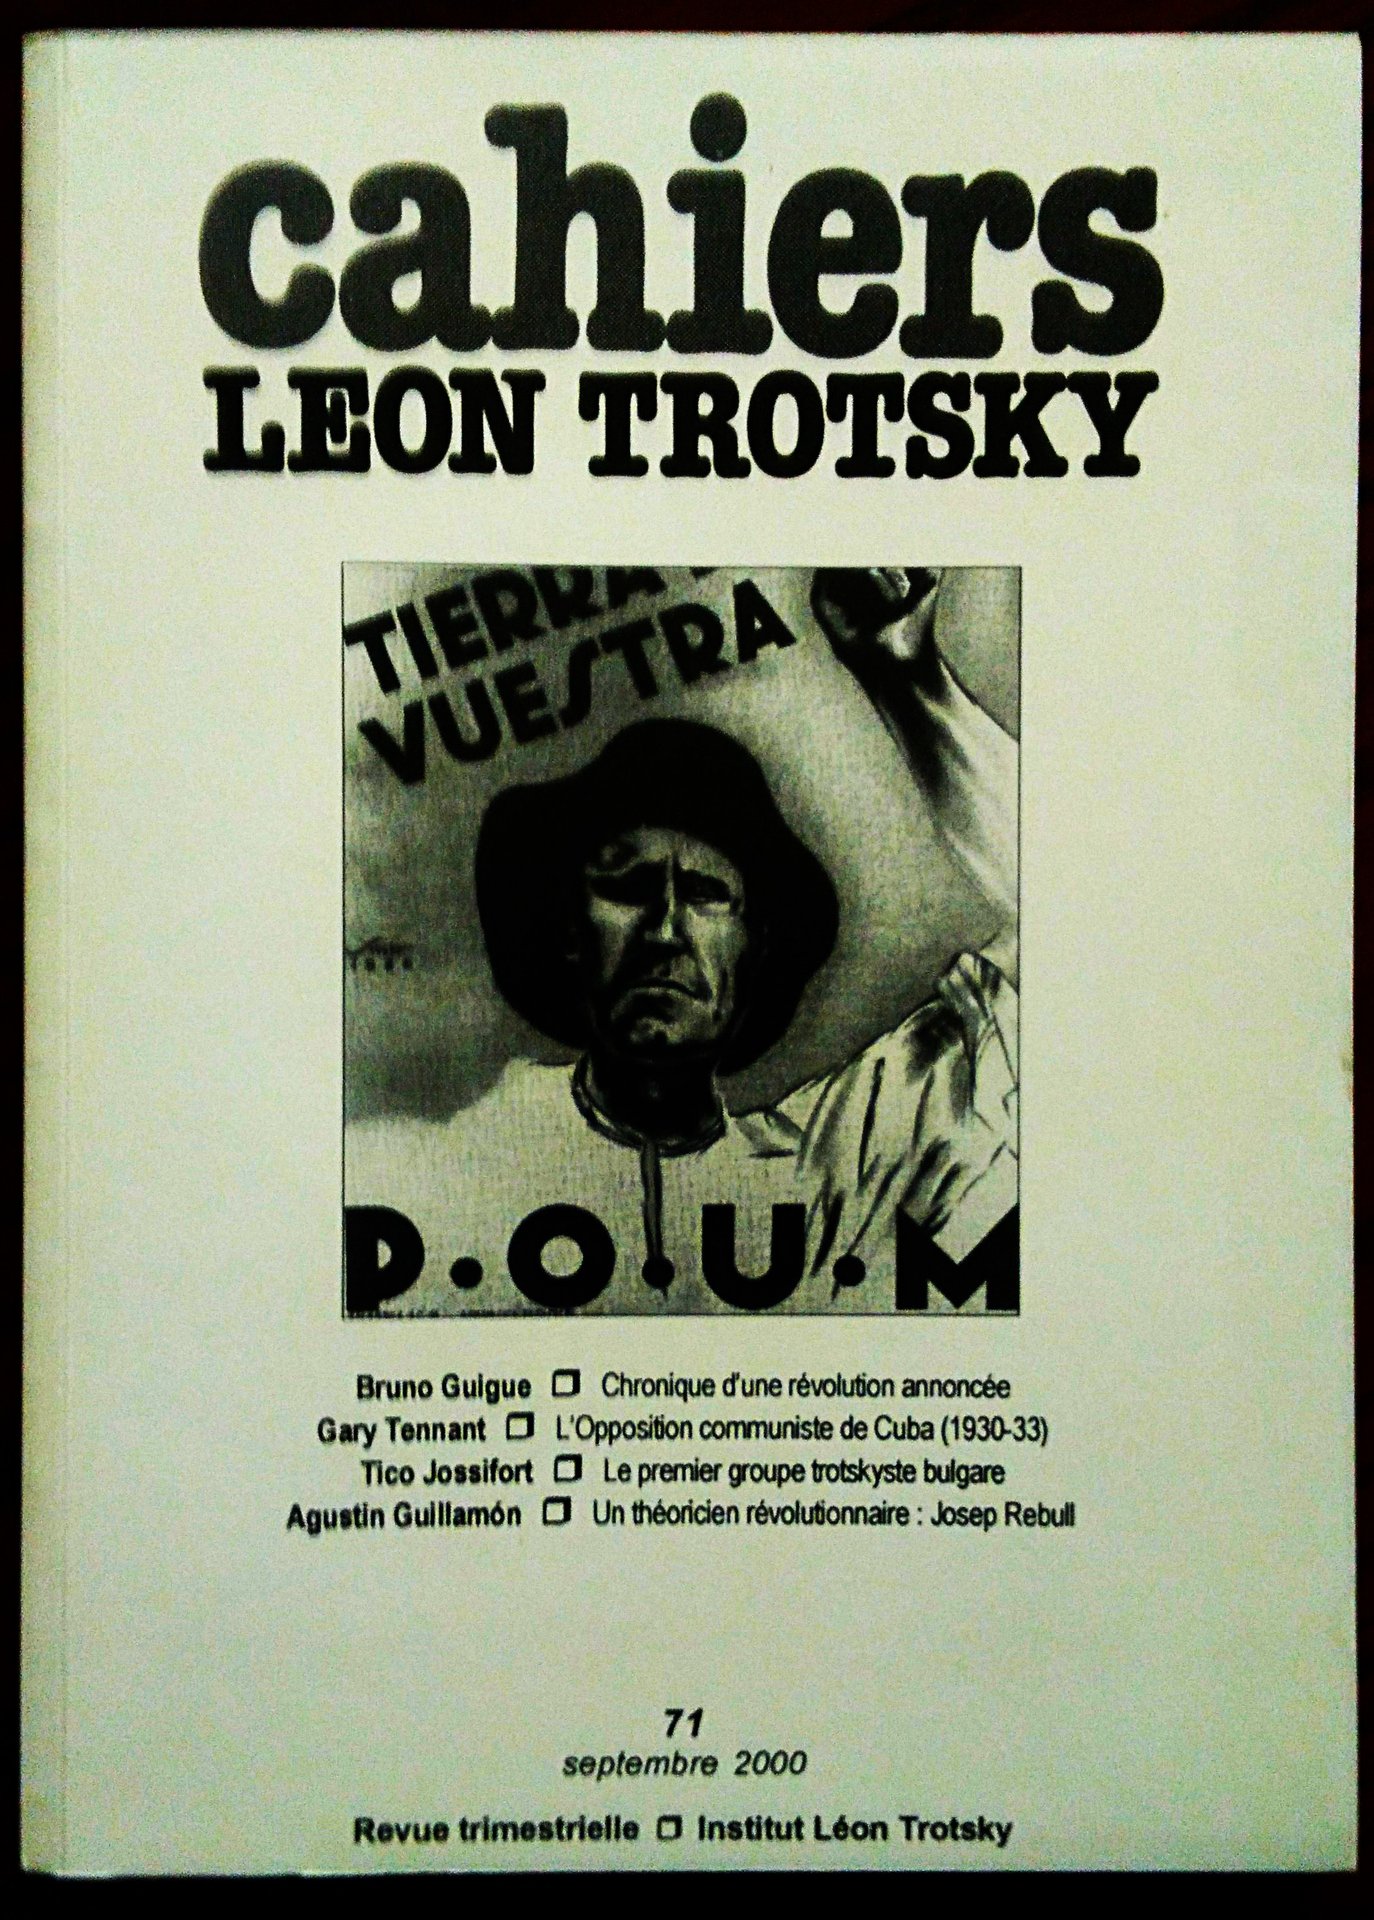 cahiers
LEON TROTSKY
TIERRA
VUESTRA
P.O.U.M
Bruno Guigue ❒ Chronique d'une révolution annoncée
Gary Tennant ❒ L'Opposition communiste de Cuba (1930-33)
Tico Jossifort ❒ Le premier groupe trotskyste bulgare
Agustin Guillamón ❒ Un théoricien révolutionnaire : Josep Rebull
71
septembre 2000
Revue trimestrielle ❒ Institut Léon Trotsky